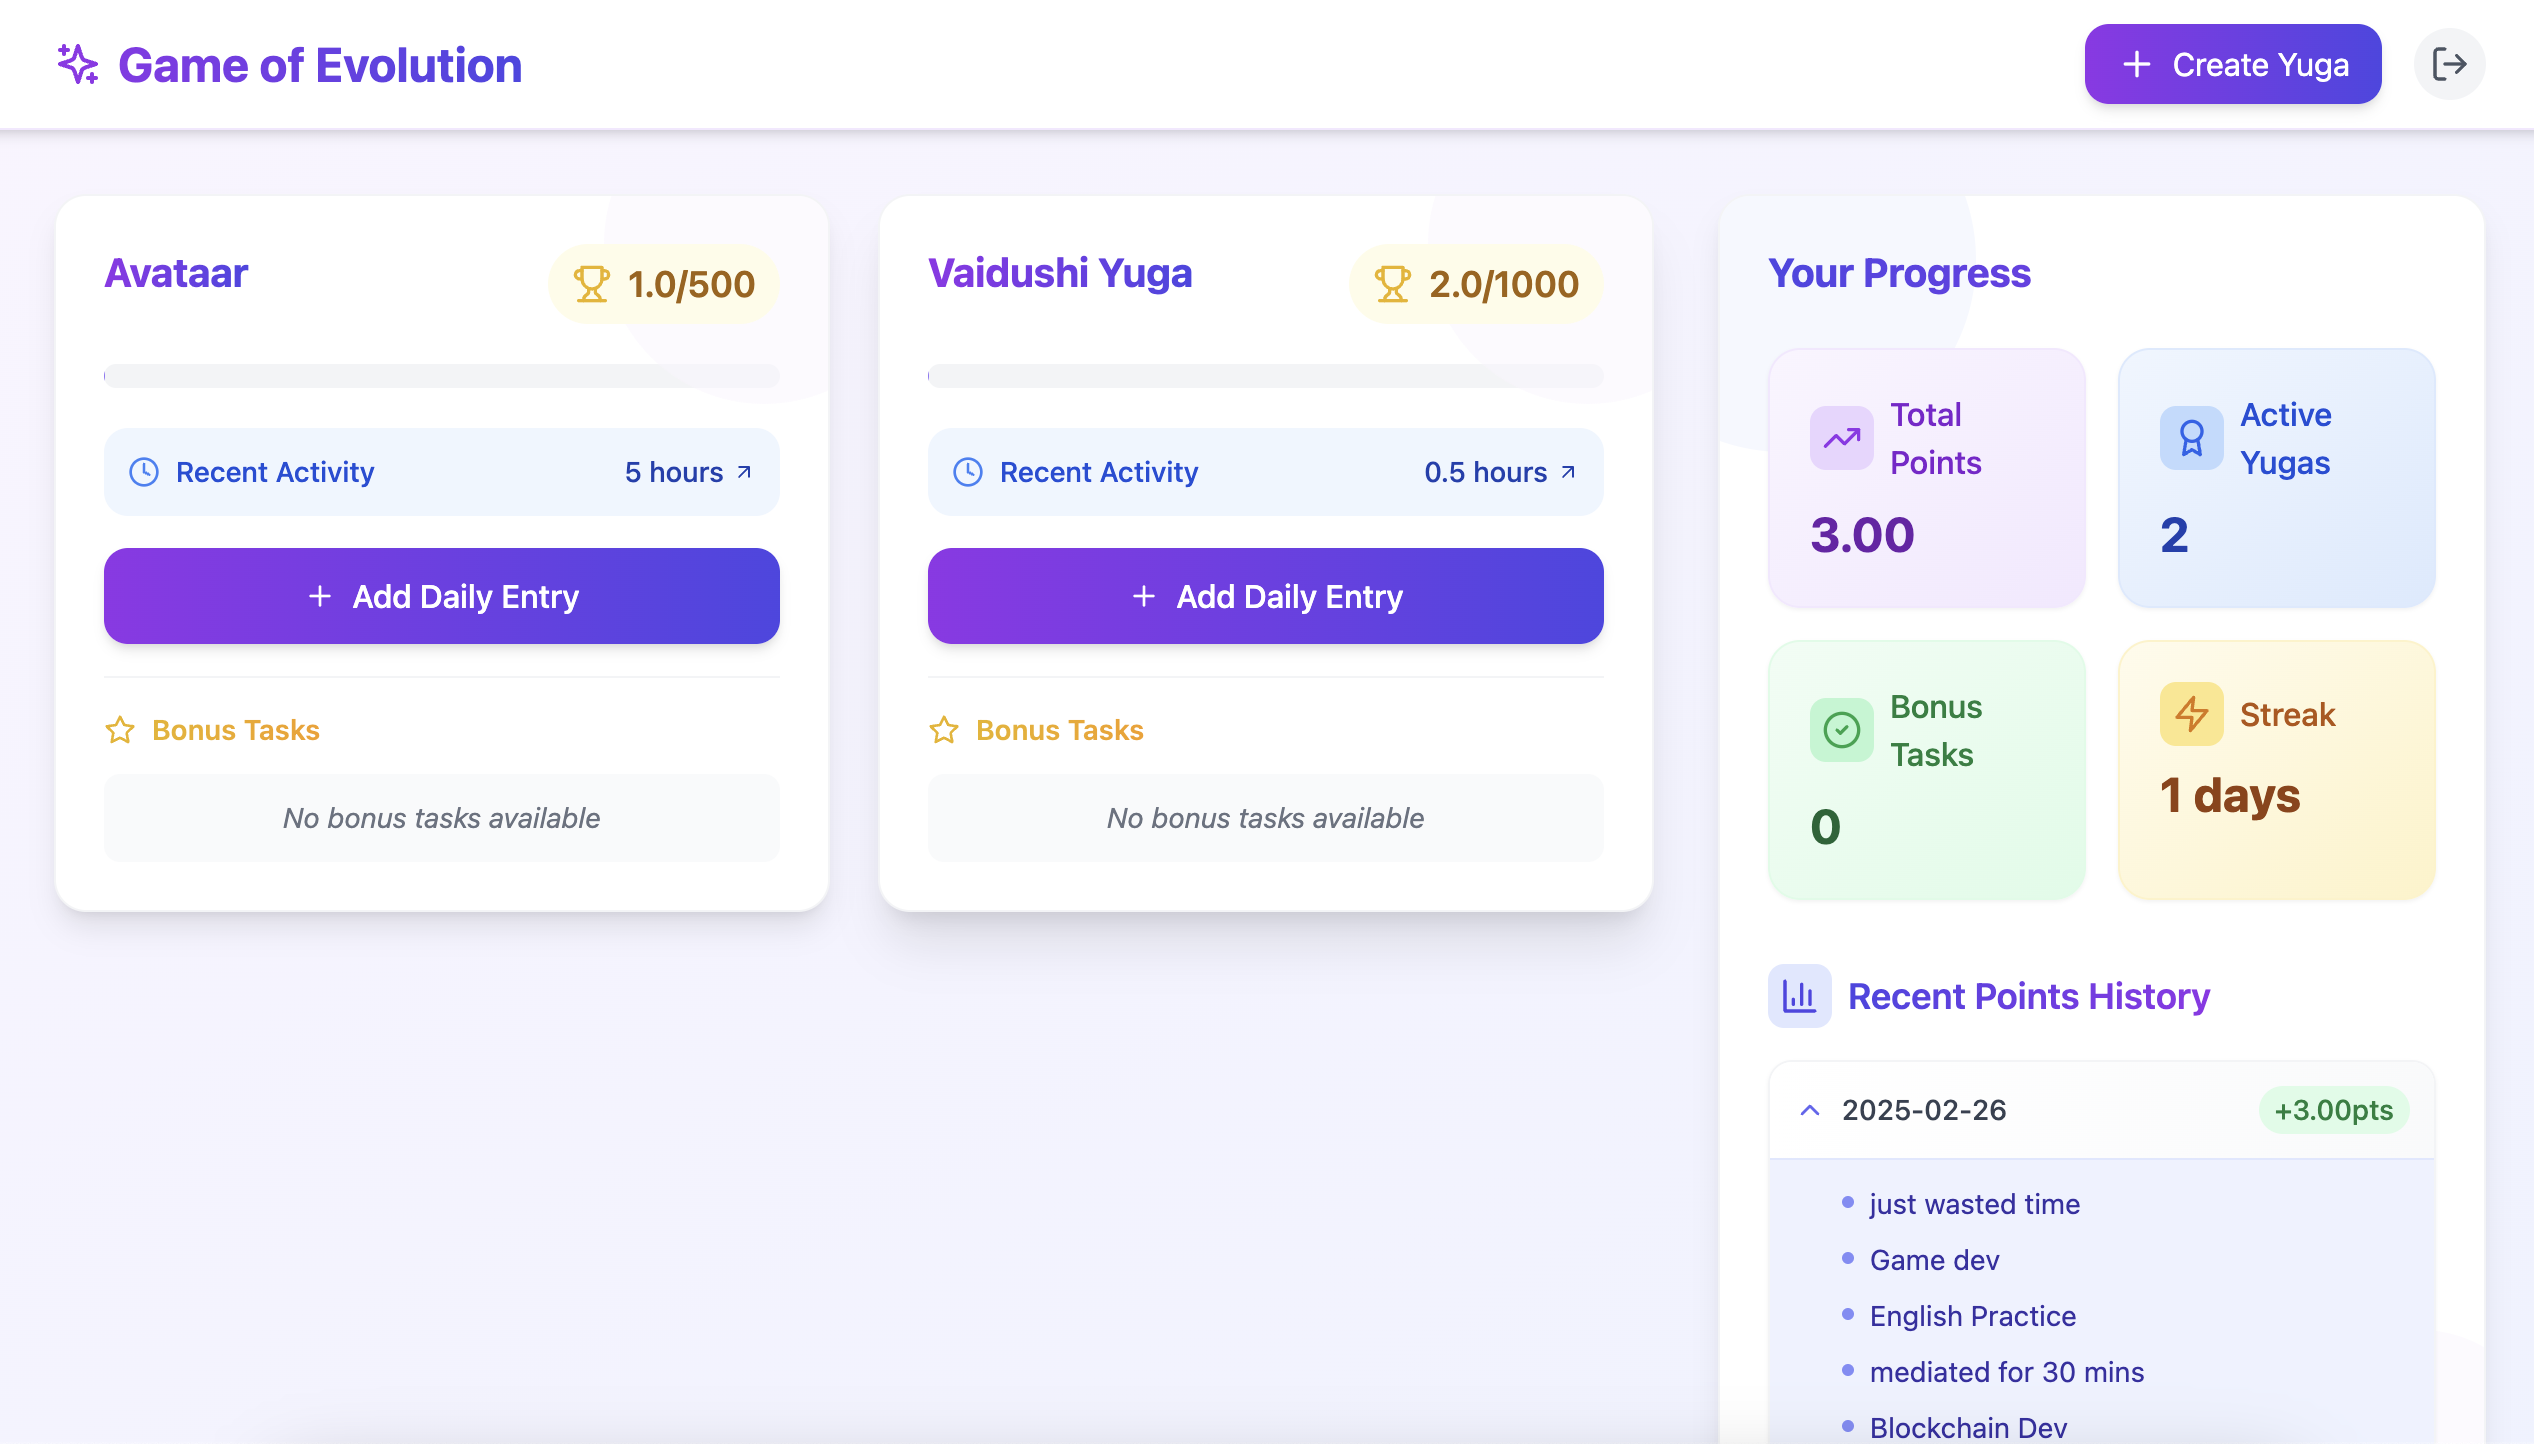 Game of Evolution
Create Yuga
Avataar
1.0/500
Recent Activity
5 hours
Add Daily Entry
Bonus Tasks
No bonus tasks available
Vaidushi Yuga
2.0/1000
Recent Activity
0.5 hours
Add Daily Entry
Bonus Tasks
No bonus tasks available
Your Progress
Total
Points
3.00
Active
Yugas
2
Bonus
Tasks
0
Streak
1 days
Recent Points History
2025-02-26
+3.00pts
just wasted time
Game dev
English Practice
mediated for 30 mins
Blockchain Dev